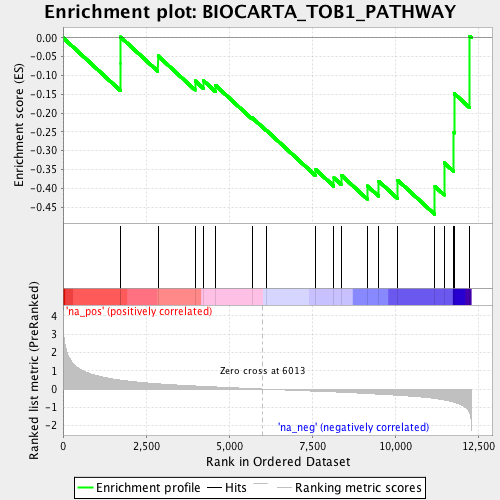 Enrichment plot: BIOCARTA_TOB1_PATHWAY
Enrichment score (ES)
0.00
-0.05
-0.10
-0.15
-0.20
-0.25
-0.30
-0.35
-0.40
-0.45
'na_pos' (positively correlated)
Ranked list metric (PreRanked)
4
3
2
1
0
-1
-2
Zero cross at 6013
'na_neg' (negatively correlated)
0
2,500
5,000
7,500
10,000
12,500
Rank in Ordered Dataset
Enrichment profile
Hits
Ranking metric scores